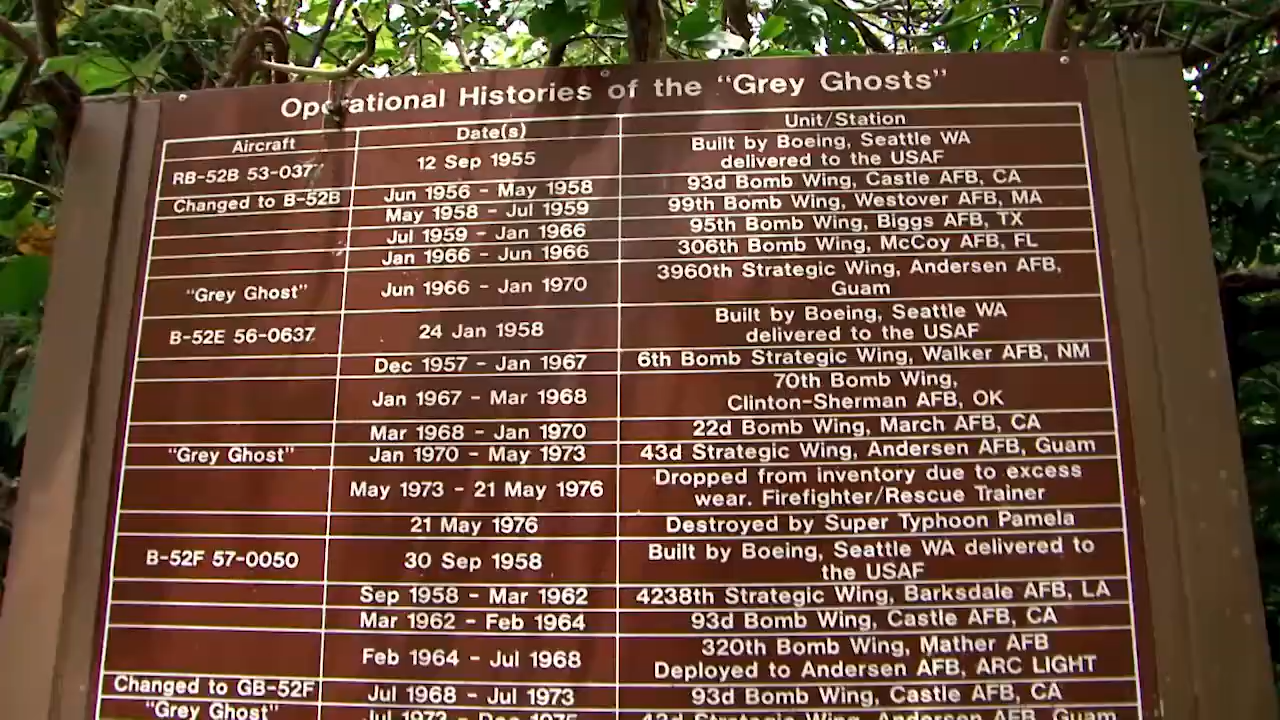 Operational Histories of the "Grey Ghosts"
Aircraft Date(s) Unit/Station
RB-52B 53-037 12 Sep 1955 Built by Boeing, Seattle WA
delivered to the USAF
Changed to B-52B Jun 1956 - May 1958 93d Bomb Wing, Castle AFB, CA
May 1958 - Jul 1959 99th Bomb Wing, Westover AFB, MA
Jul 1959 - Jan 1966 95th Bomb Wing, Biggs AFB, TX
Jan 1966 - Jun 1966 306th Bomb Wing, McCoy AFB, FL
"Grey Ghost" Jun 1966 - Jan 1970 3960th Strategic Wing, Andersen AFB,
Guam
B-52E 56-0637 24 Jan 1958 Built by Boeing, Seattle WA
delivered to the USAF
Dec 1957 - Jan 1967 6th Bomb Strategic Wing, Walker AFB, NM
Jan 1967 - Mar 1968 70th Bomb Wing,
Clinton-Sherman AFB, OK
Mar 1968 - Jan 1970 22d Bomb Wing, March AFB, CA
"Grey Ghost" Jan 1970 - May 1973 43d Strategic Wing, Andersen AFB, Guam
May 1973 - 21 May 1976 Dropped from inventory due to excess
wear. Firefighter/Rescue Trainer
21 May 1976 Destroyed by Super Typhoon Pamela
B-52F 57-0050 30 Sep 1958 Built by Boeing, Seattle WA delivered to
the USAF
Sep 1958 - Mar 1962 4238th Strategic Wing, Barksdale AFB, LA
Mar 1962 - Feb 1964 93d Bomb Wing, Castle AFB, CA
Feb 1964 - Jul 1968 320th Bomb Wing, Mather AFB
Deployed to Andersen AFB, ARC LIGHT
Changed to GB-52F Jul 1968 - Jul 1973 93d Bomb Wing, Castle AFB, CA
"Grey Ghost" Jul 1973 - Dec 1975 43d Strategic Wing, Andersen AFB, Guam